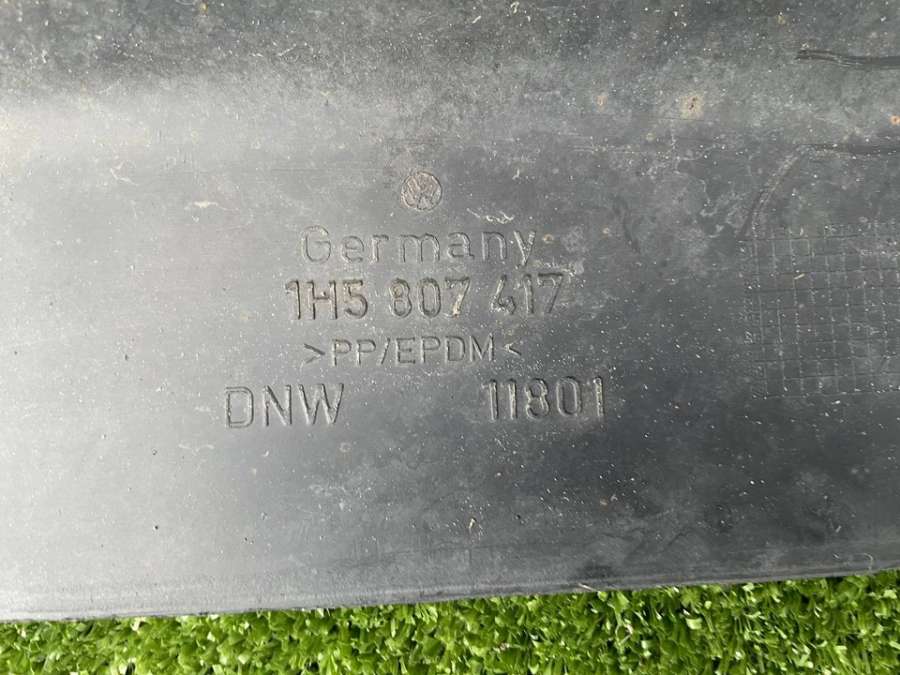 Germany
1H5 807 417
>PP/EPDM<
DNW 11801